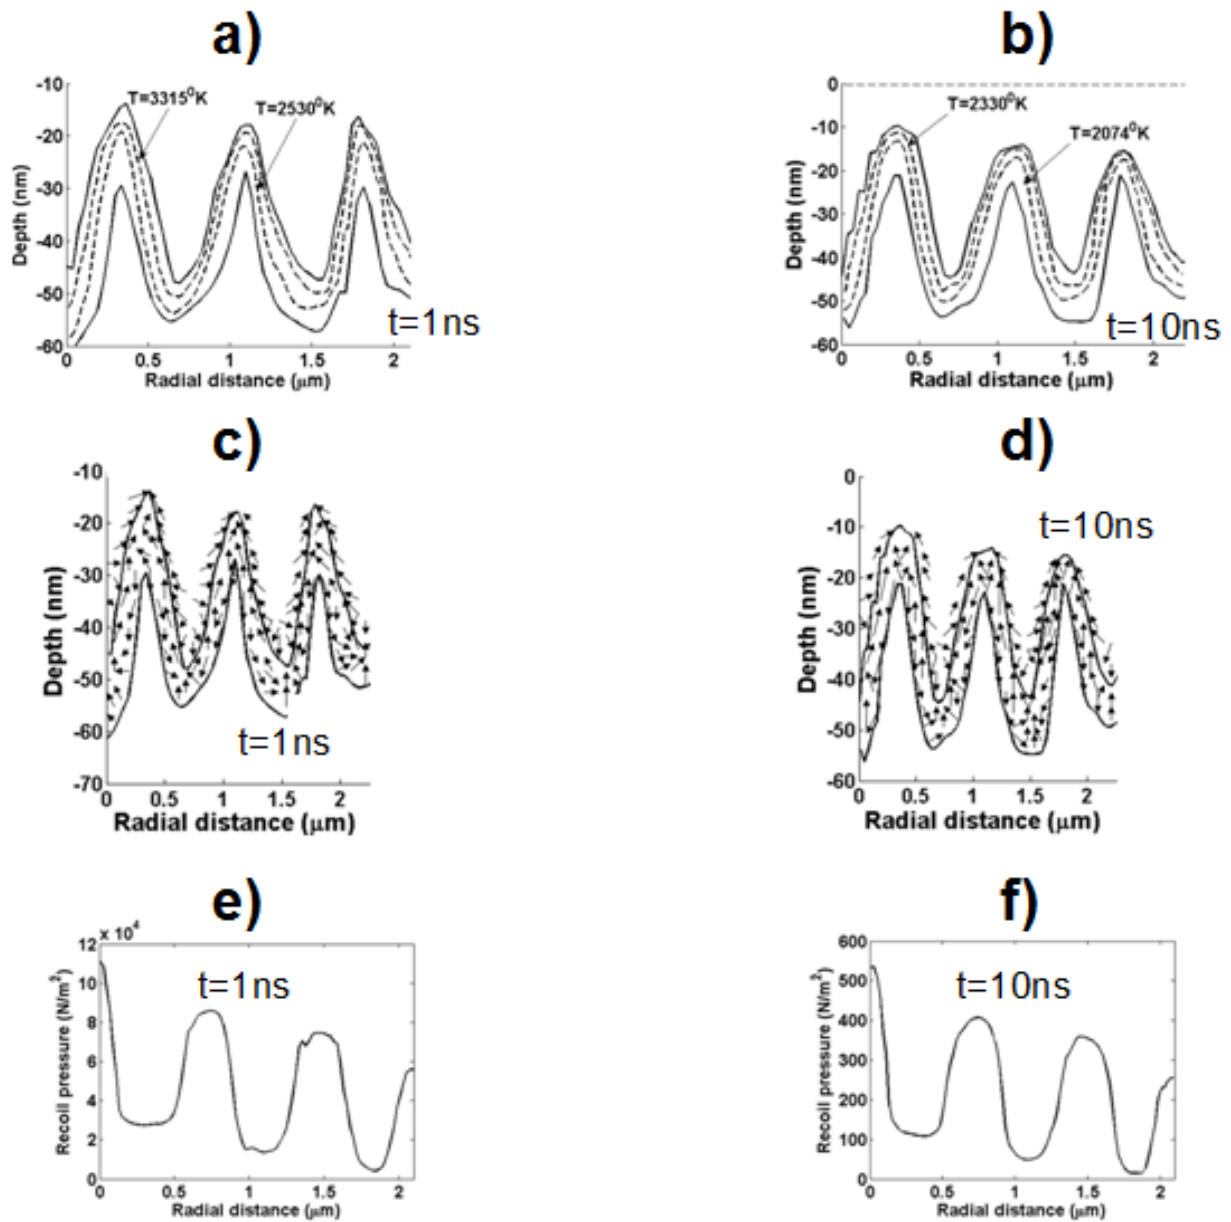 a)
b)
-10
-20
-30
-40
-50
-60
0
0.5
1
1.5
2
Depth (nm)
Radial distance (μm)
T=3315⁰K
T=2530⁰K
t=1ns
0
-10
-20
-30
-40
-50
-60
0
0.5
1
1.5
2
Depth (nm)
Radial distance (μm)
T=2330⁰K
T=2074⁰K
t=10ns
c)
d)
-10
-20
-30
-40
-50
-60
-70
0
0.5
1
1.5
2
Depth (nm)
Radial distance (μm)
t=1ns
0
-10
-20
-30
-40
-50
-60
0
0.5
1
1.5
2
Depth (nm)
Radial distance (μm)
t=10ns
e)
f)
x 10⁴
12
10
8
6
4
2
0
0
0.5
1
1.5
2
Recoil pressure (N/m²)
Radial distance (μm)
t=1ns
600
500
400
300
200
100
0
0
0.5
1
1.5
2
Recoil pressure (N/m²)
Radial distance (μm)
t=10ns